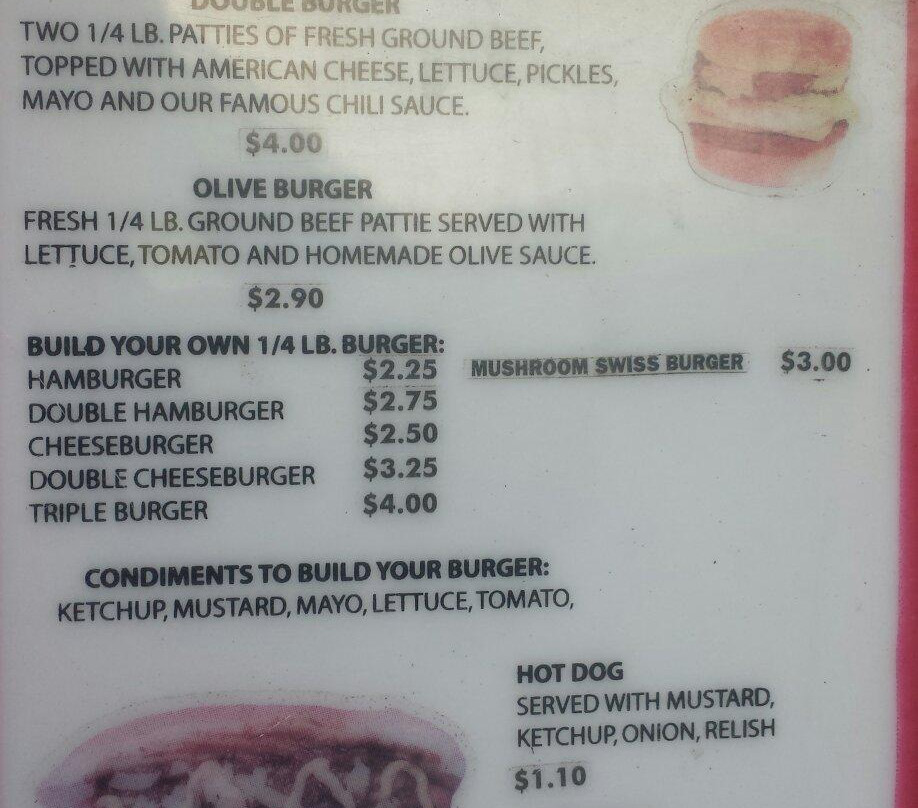 DOUBLE BURGER
TWO 1/4 LB. PATTIES OF FRESH GROUND BEEF,
TOPPED WITH AMERICAN CHEESE, LETTUCE, PICKLES,
MAYO AND OUR FAMOUS CHILI SAUCE.
$4.00
OLIVE BURGER
FRESH 1/4 LB. GROUND BEEF PATTIE SERVED WITH
LETTUCE, TOMATO AND HOMEMADE OLIVE SAUCE.
$2.90
BUILD YOUR OWN 1/4 LB. BURGER:
HAMBURGER $2.25
DOUBLE HAMBURGER $2.75
CHEESEBURGER $2.50
DOUBLE CHEESEBURGER $3.25
TRIPLE BURGER $4.00
MUSHROOM SWISS BURGER $3.00
CONDIMENTS TO BUILD YOUR BURGER:
KETCHUP, MUSTARD, MAYO, LETTUCE, TOMATO,
HOT DOG
SERVED WITH MUSTARD,
KETCHUP, ONION, RELISH
$1.10